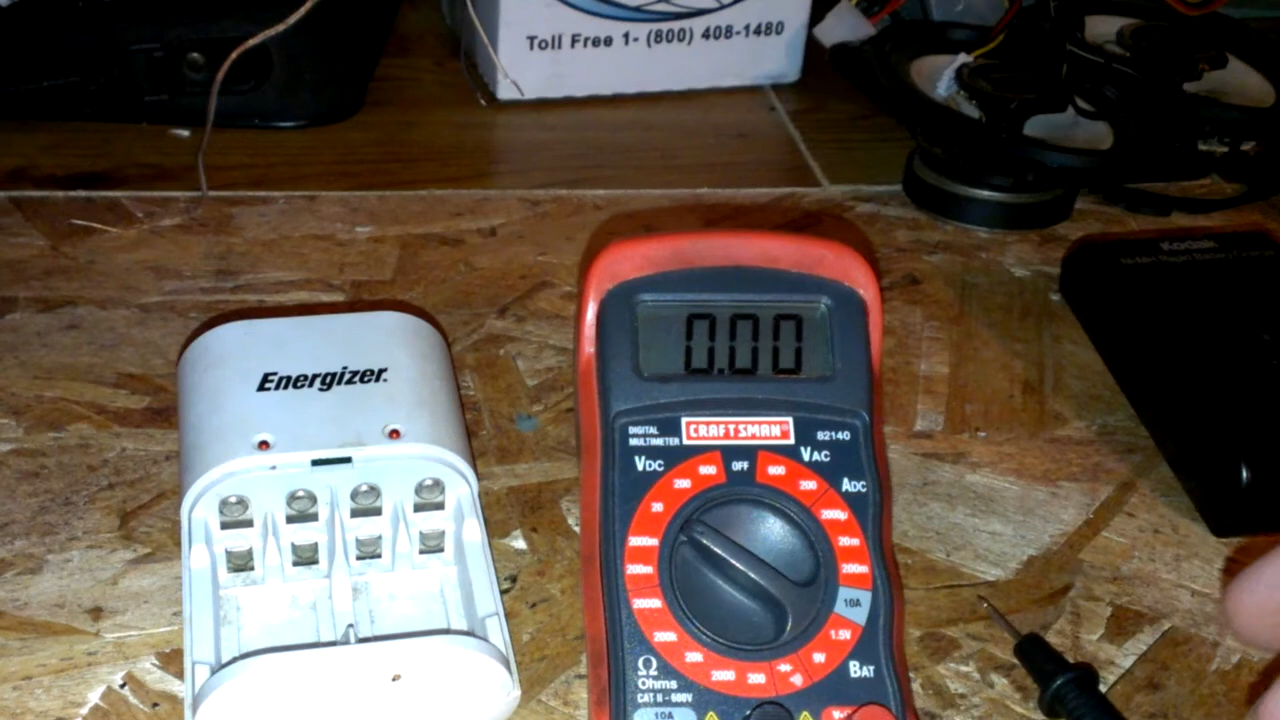 Toll Free 1- (800) 408-1480
Kodak
Energizer.
0.00
DIGITAL
MULTIMETER
CRAFTSMAN®
82140
VDC
OFF
VAC
ADC
600
200
20
2000m
200m
2000k
200k
20k
2000
200
600
200
2000µ
20m
200m
10A
1.5V
9V
BAT
Ω
Ohms
CAT II - 600V
10A